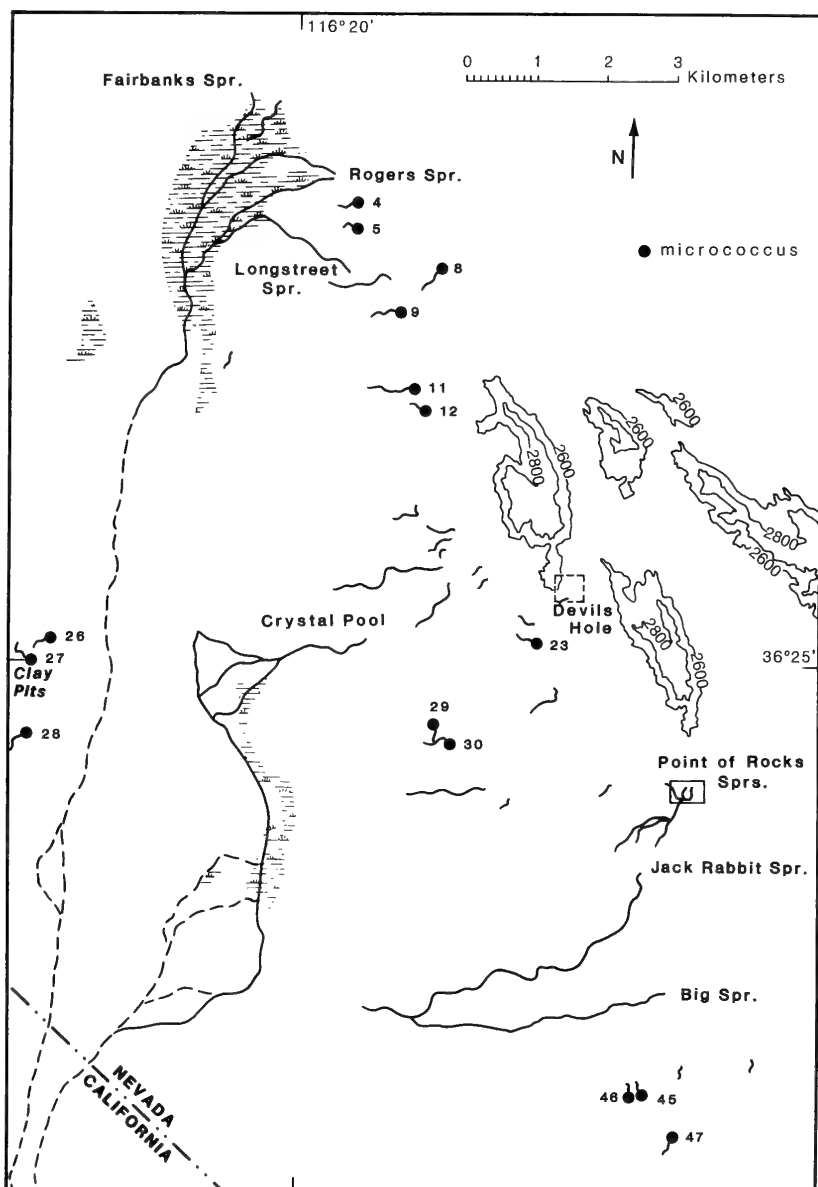 116°20'
0 1 2 3
Kilometers
Fairbanks Spr.
N
Rogers Spr.
4
5
micrococcus
Longstreet
Spr.
8
9
11
12
2600
2600
2600
2800
2800
2600
Devils
Hole
Crystal Pool
26
27
Clay
Pits
28
23
2800
2600
36°25'
29
30
Point of Rocks
Sprs.
Jack Rabbit Spr.
Big Spr.
NEVADA
CALIFORNIA
46
45
47